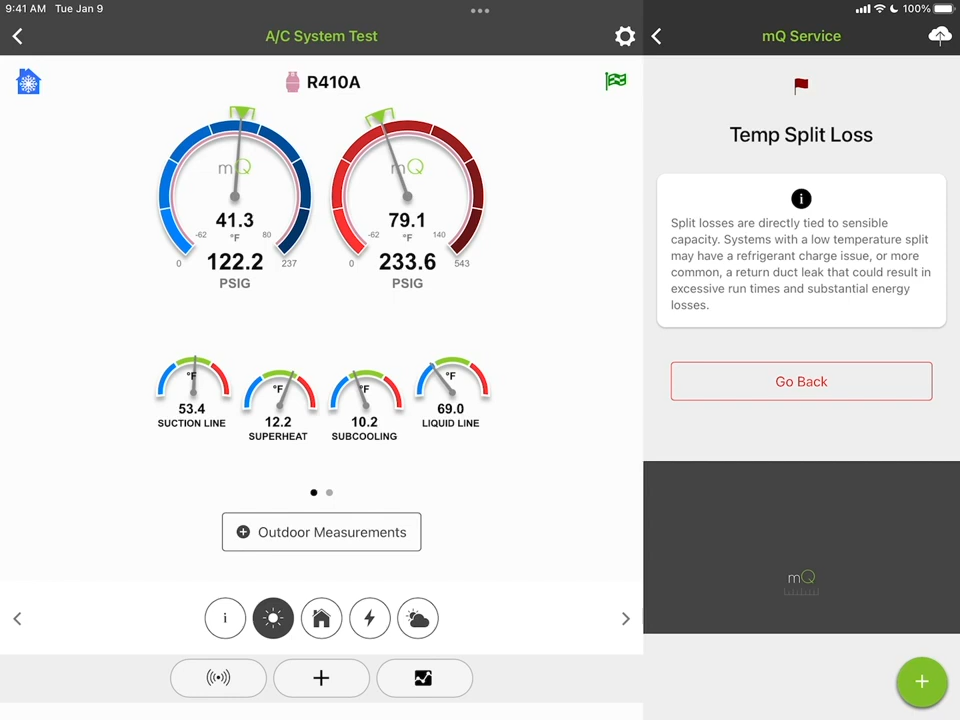 9:41 AM Tue Jan 9
100%
A/C System Test
mQ Service
R410A
mQ
41.3
°F
-62
80
0
122.2
237
PSIG
mQ
79.1
°F
-62
140
0
233.6
543
PSIG
°F
53.4
SUCTION LINE
°F
12.2
SUPERHEAT
°F
10.2
SUBCOOLING
°F
69.0
LIQUID LINE
Outdoor Measurements
Temp Split Loss
Split losses are directly tied to sensible
capacity. Systems with a low temperature split
may have a refrigerant charge issue, or more
common, a return duct leak that could result in
excessive run times and substantial energy
losses.
Go Back
mQ